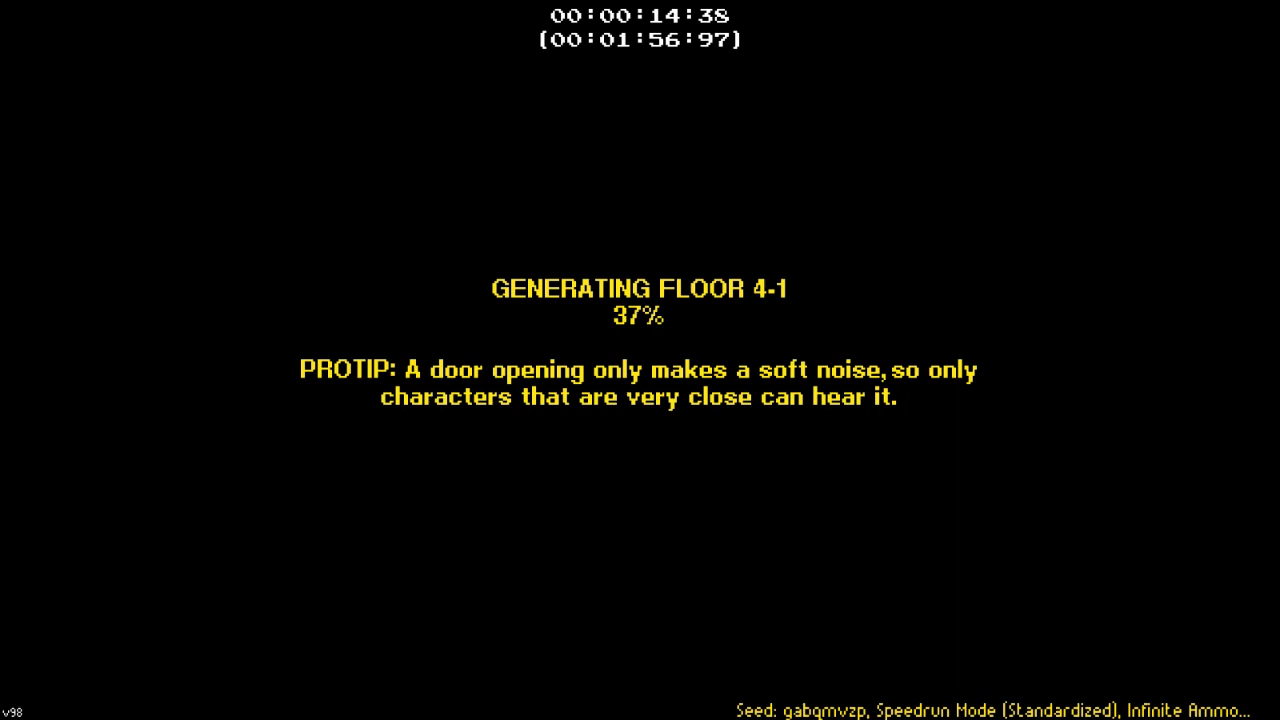 00:00:14:38
[00:01:56:97]
GENERATING FLOOR 4-1
37%
PROTIP: A door opening only makes a soft noise, so only
characters that are very close can hear it.
v98
Seed: gabqmvzp, Speedrun Mode (Standardized), Infinite Ammo...